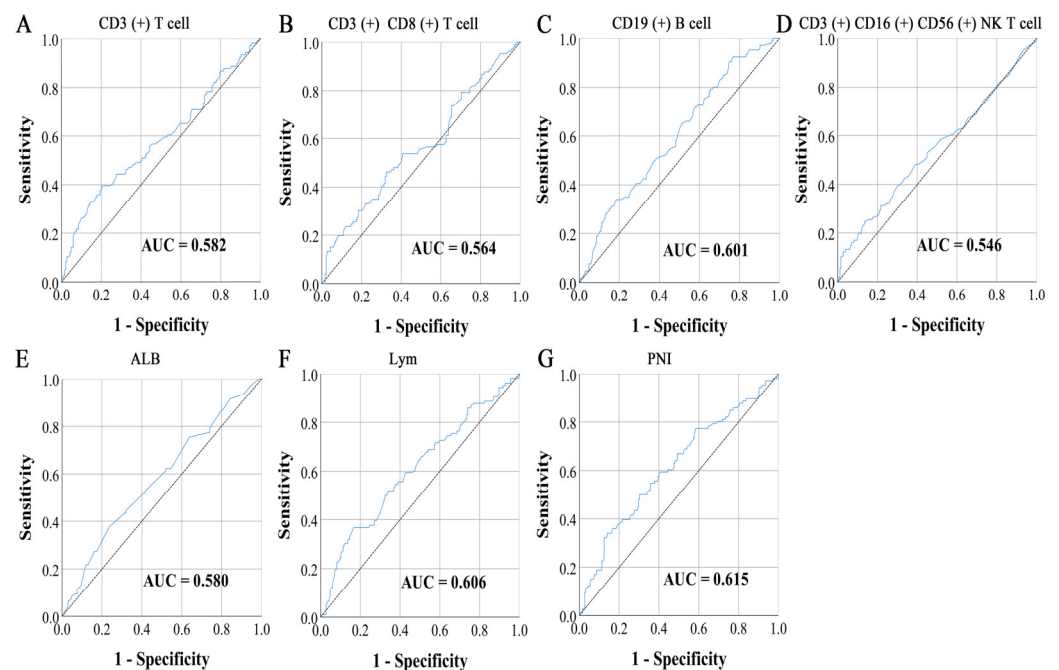 A CD3 (+) T cell
B CD3 (+) CD8 (+) T cell
C CD19 (+) B cell
D CD3 (+) CD16 (+) CD56 (+) NK T cell
Sensitivity
1.0
0.8
0.6
0.4
0.2
0.0
AUC = 0.582
0.0 0.2 0.4 0.6 0.8 1.0
1 - Specificity
Sensitivity
1.0
0.8
0.6
0.4
0.2
0.0
AUC = 0.564
0.0 0.2 0.4 0.6 0.8 1.0
1 - Specificity
Sensitivity
1.0
0.8
0.6
0.4
0.2
0.0
AUC = 0.601
0.0 0.2 0.4 0.6 0.8 1.0
1 - Specificity
Sensitivity
1.0
0.8
0.6
0.4
0.2
0.0
AUC = 0.546
0.0 0.2 0.4 0.6 0.8 1.0
1 - Specificity
E ALB
F Lym
G PNI
Sensitivity
1.0
0.8
0.6
0.4
0.2
0.0
AUC = 0.580
0.0 0.2 0.4 0.6 0.8 1.0
1 - Specificity
Sensitivity
1.0
0.8
0.6
0.4
0.2
0.0
AUC = 0.606
0.0 0.2 0.4 0.6 0.8 1.0
1 - Specificity
Sensitivity
1.0
0.8
0.6
0.4
0.2
0.0
AUC = 0.615
0.0 0.2 0.4 0.6 0.8 1.0
1 - Specificity